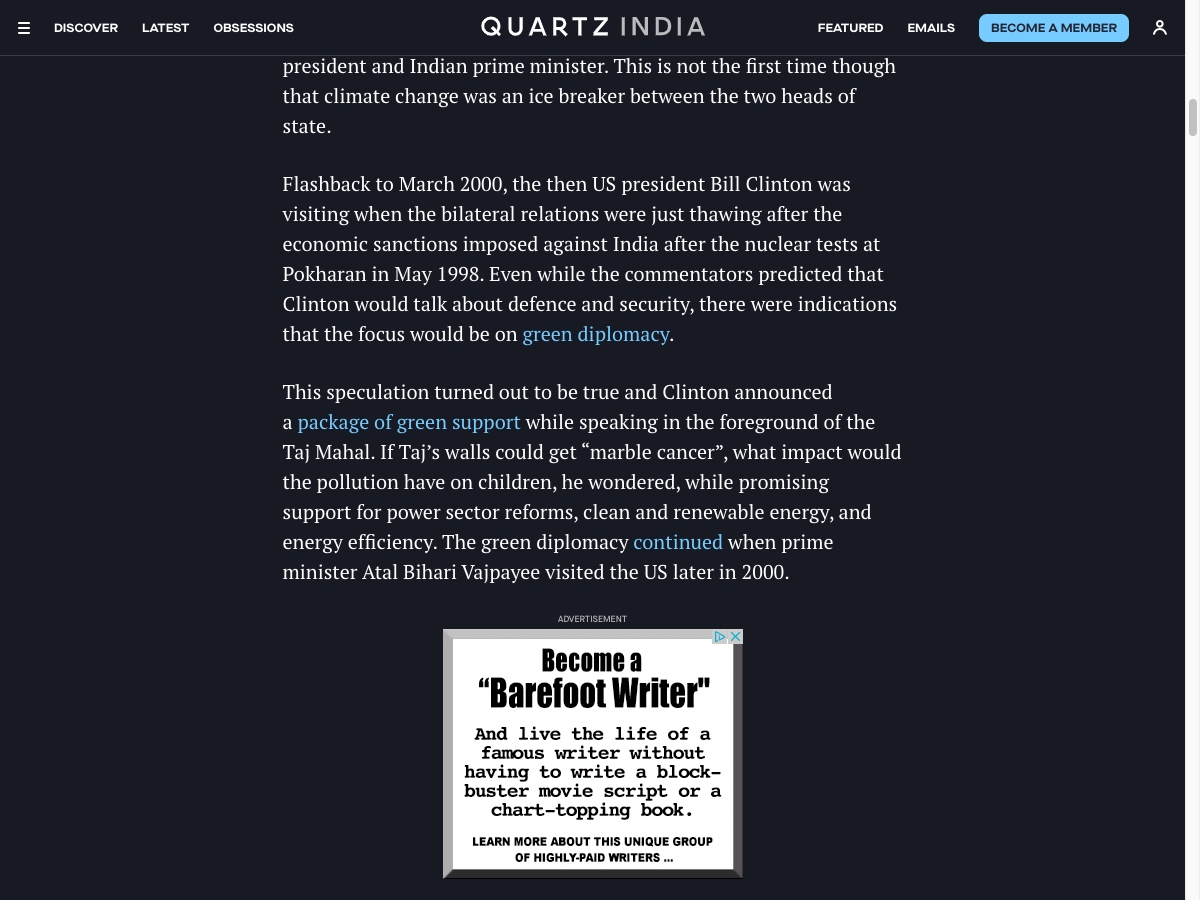 DISCOVER LATEST OBSESSIONS QUARTZ INDIA FEATURED EMAILS BECOME A MEMBER
president and Indian prime minister. This is not the first time though
that climate change was an ice breaker between the two heads of
state.
Flashback to March 2000, the then US president Bill Clinton was
visiting when the bilateral relations were just thawing after the
economic sanctions imposed against India after the nuclear tests at
Pokharan in May 1998. Even while the commentators predicted that
Clinton would talk about defence and security, there were indications
that the focus would be on green diplomacy.
This speculation turned out to be true and Clinton announced
a package of green support while speaking in the foreground of the
Taj Mahal. If Taj’s walls could get “marble cancer”, what impact would
the pollution have on children, he wondered, while promising
support for power sector reforms, clean and renewable energy, and
energy efficiency. The green diplomacy continued when prime
minister Atal Bihari Vajpayee visited the US later in 2000.
ADVERTISEMENT
Become a
“Barefoot Writer"
And live the life of a
famous writer without
having to write a block-
buster movie script or a
chart-topping book.
LEARN MORE ABOUT THIS UNIQUE GROUP
OF HIGHLY-PAID WRITERS ...